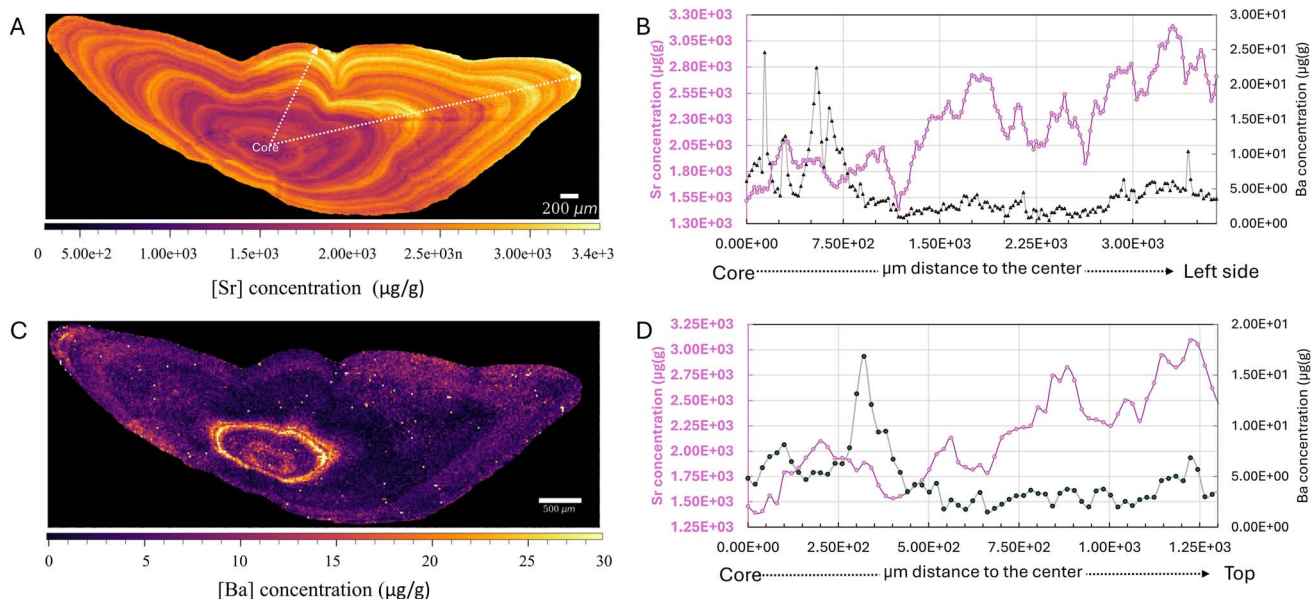 A
Core
200 µm
0 5.00e+2 1.00e+3 1.5e+3 2.00e+3 2.5e+03n 3.00e+3 3.4e+3
[Sr] concentration (µg/g)
B
Sr concentration (µg(g)
3.30E+03
3.05E+03
2.80E+03
2.55E+03
2.30E+03
2.05E+03
1.80E+03
1.55E+03
1.30E+03
3.00E+01
2.50E+01
2.00E+01
1.50E+01
1.00E+01
5.00E+00
0.00E+00
Ba concentration (µg(g)
0.00E+00 7.50E+02 1.50E+03 2.25E+03 3.00E+03
Core µm distance to the center Left side
C
500 µm
0 5 10 15 20 25 30
[Ba] concentration (µg/g)
D
Sr concentration (µg(g)
3.25E+03
3.00E+03
2.75E+03
2.50E+03
2.25E+03
2.00E+03
1.75E+03
1.50E+03
1.25E+03
2.00E+01
1.50E+01
1.00E+01
5.00E+00
0.00E+00
Ba concentration (µg(g)
0.00E+00 2.50E+02 5.00E+02 7.50E+02 1.00E+03 1.25E+03
Core µm distance to the center Top